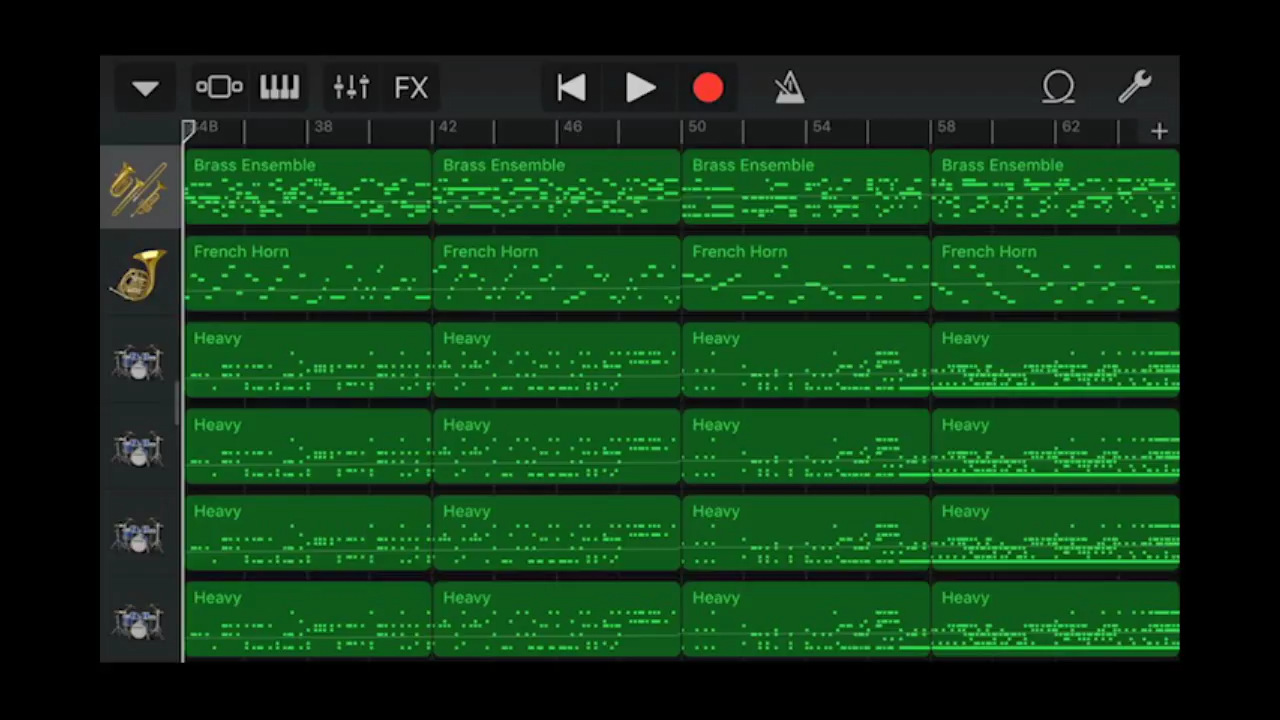 FX
34B 38 42 46 50 54 58 62
Brass Ensemble Brass Ensemble Brass Ensemble Brass Ensemble
French Horn French Horn French Horn French Horn
Heavy Heavy Heavy Heavy
Heavy Heavy Heavy Heavy
Heavy Heavy Heavy Heavy
Heavy Heavy Heavy Heavy